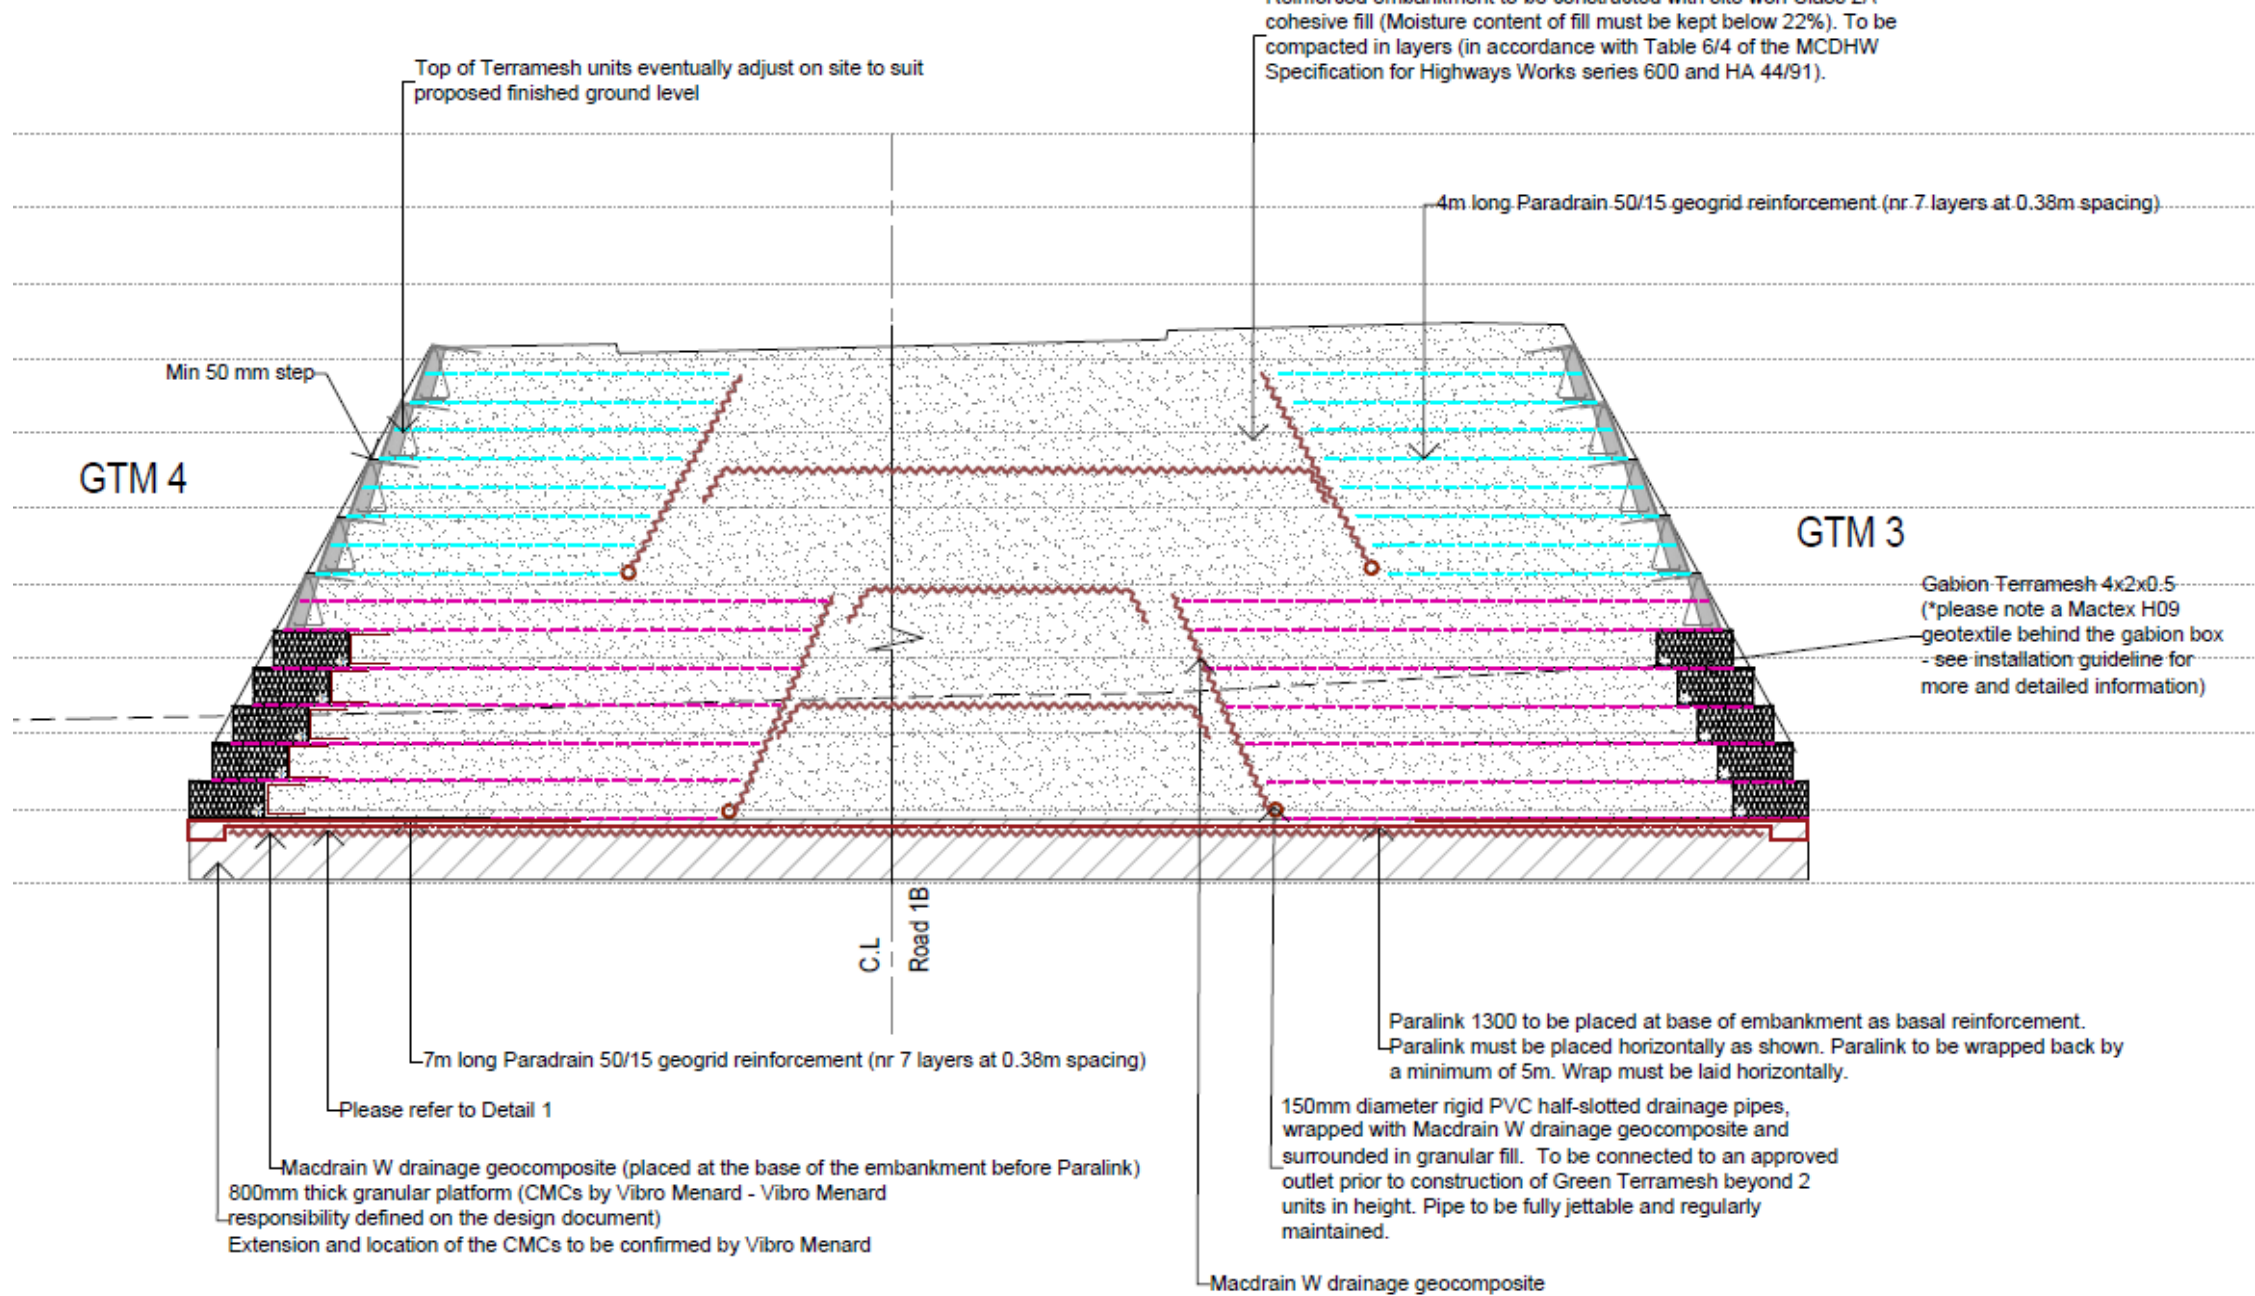 Reinforced embankment to be constructed with site won Class 2A
cohesive fill (Moisture content of fill must be kept below 22%). To be
compacted in layers (in accordance with Table 6/4 of the MCDHW
Specification for Highways Works series 600 and HA 44/91).
Top of Terramesh units eventually adjust on site to suit
proposed finished ground level
4m long Paradrain 50/15 geogrid reinforcement (nr 7 layers at 0.38m spacing)
Min 50 mm step
GTM 4
GTM 3
Gabion Terramesh 4x2x0.5
(*please note a Mactex H09
geotextile behind the gabion box
- see installation guideline for
more and detailed information)
C.L
Road 1B
Paralink 1300 to be placed at base of embankment as basal reinforcement.
Paralink must be placed horizontally as shown. Paralink to be wrapped back by
a minimum of 5m. Wrap must be laid horizontally.
7m long Paradrain 50/15 geogrid reinforcement (nr 7 layers at 0.38m spacing)
Please refer to Detail 1
150mm diameter rigid PVC half-slotted drainage pipes,
wrapped with Macdrain W drainage geocomposite and
surrounded in granular fill. To be connected to an approved
outlet prior to construction of Green Terramesh beyond 2
units in height. Pipe to be fully jettable and regularly
maintained.
Macdrain W drainage geocomposite (placed at the base of the embankment before Paralink)
800mm thick granular platform (CMCs by Vibro Menard - Vibro Menard
responsibility defined on the design document)
Extension and location of the CMCs to be confirmed by Vibro Menard
Macdrain W drainage geocomposite